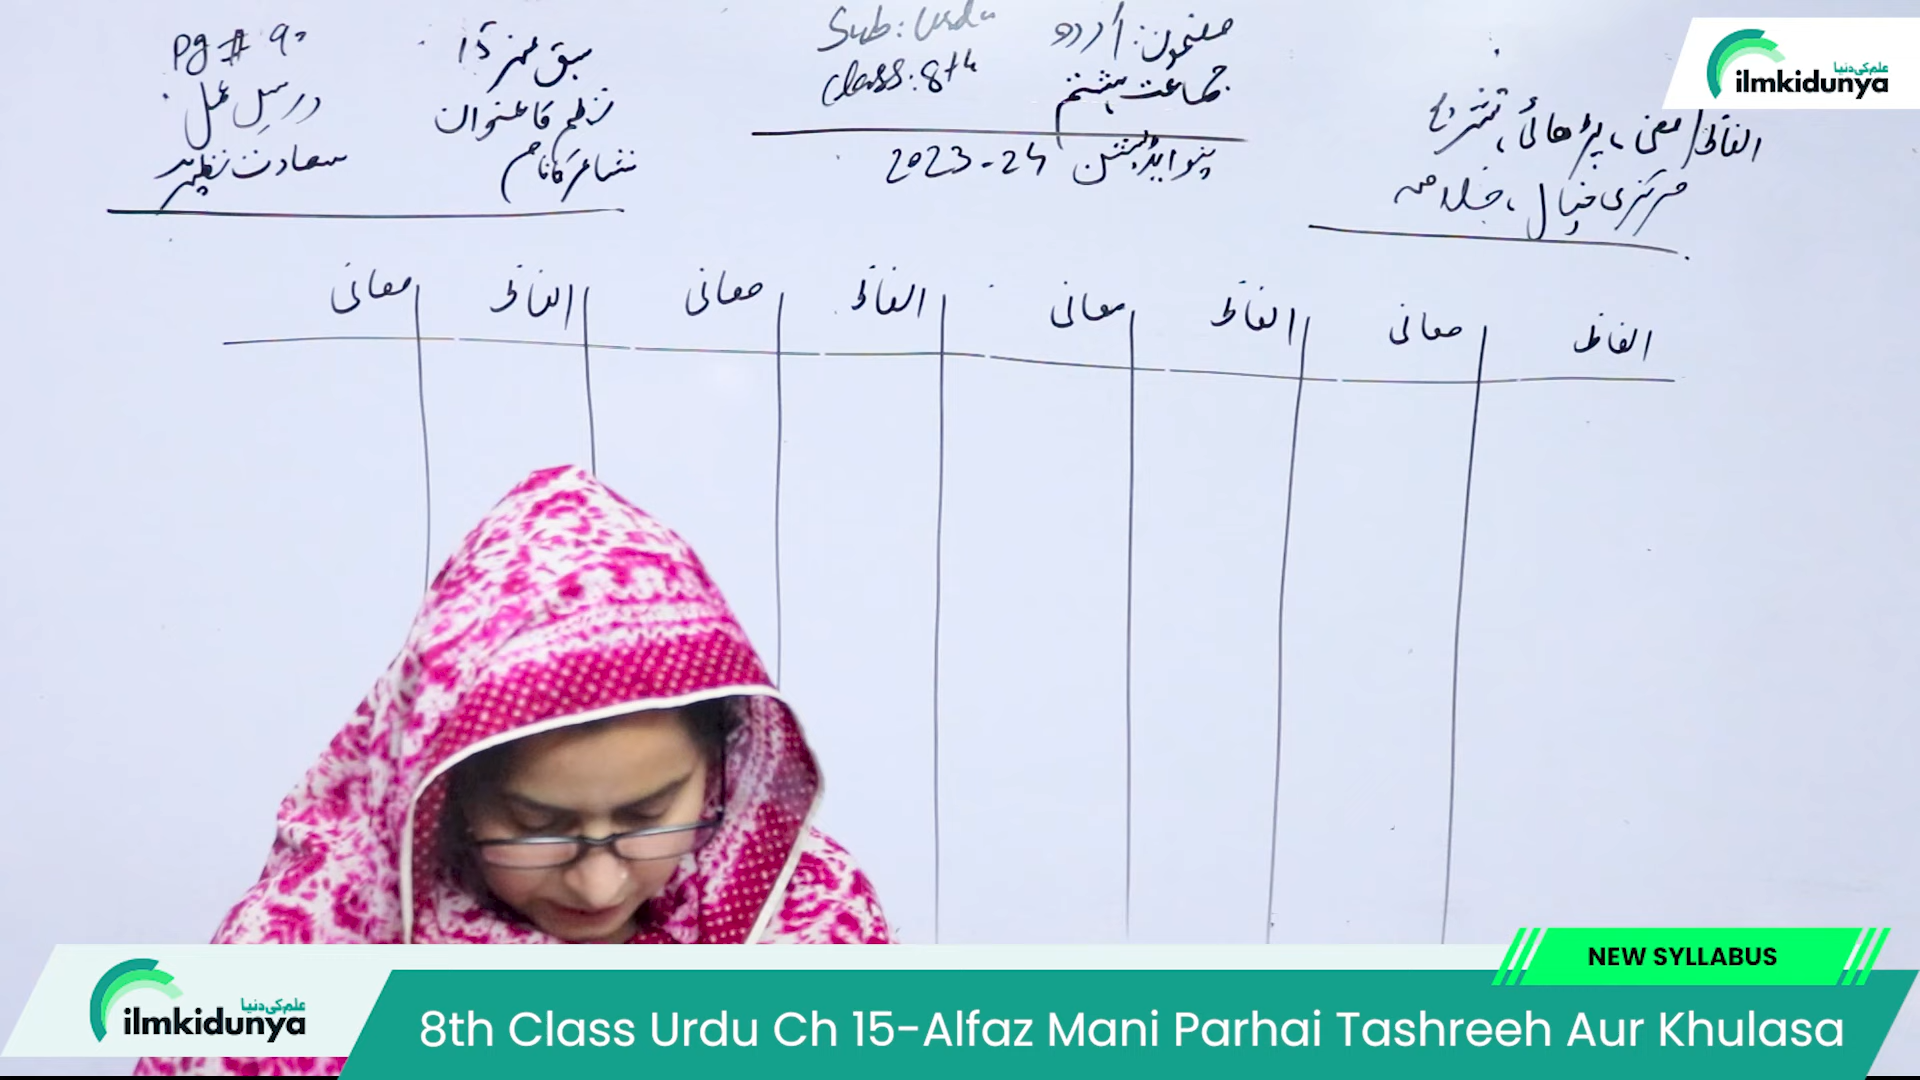 Sub: Urdu
مضمون: اردو
Class: 8th
جماعت ہشتم
نیو ایڈیشن 2023-24
الفاظ / معنی، پڑھائی، تشریح
مرکزی خیال، خلاصہ
Pg # 90
سبق نمبر 15
نظم کا عنوان درسِ عمل
شاعر کا نام سعادت نظیر
الفاظ معانی الفاظ معانی الفاظ معانی الفاظ معانی
علم کی دنیا
ilmkidunya
NEW SYLLABUS
علم کی دنیا
ilmkidunya
8th Class Urdu Ch 15-Alfaz Mani Parhai Tashreeh Aur Khulasa